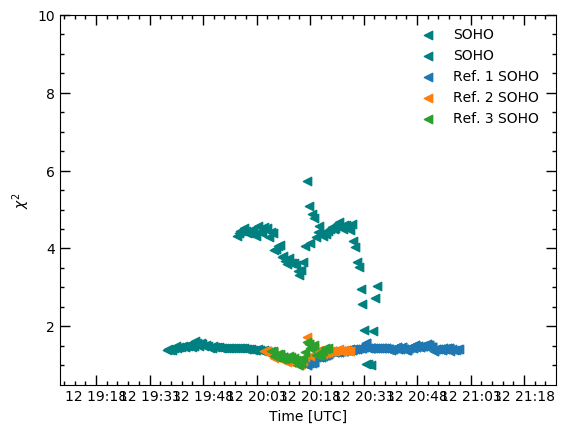 10
8
6
4
2
χ²
SOHO
SOHO
Ref. 1 SOHO
Ref. 2 SOHO
Ref. 3 SOHO
12 19:18 12 19:33 12 19:48 12 20:03 12 20:18 12 20:33 12 20:48 12 21:03 12 21:18
Time [UTC]